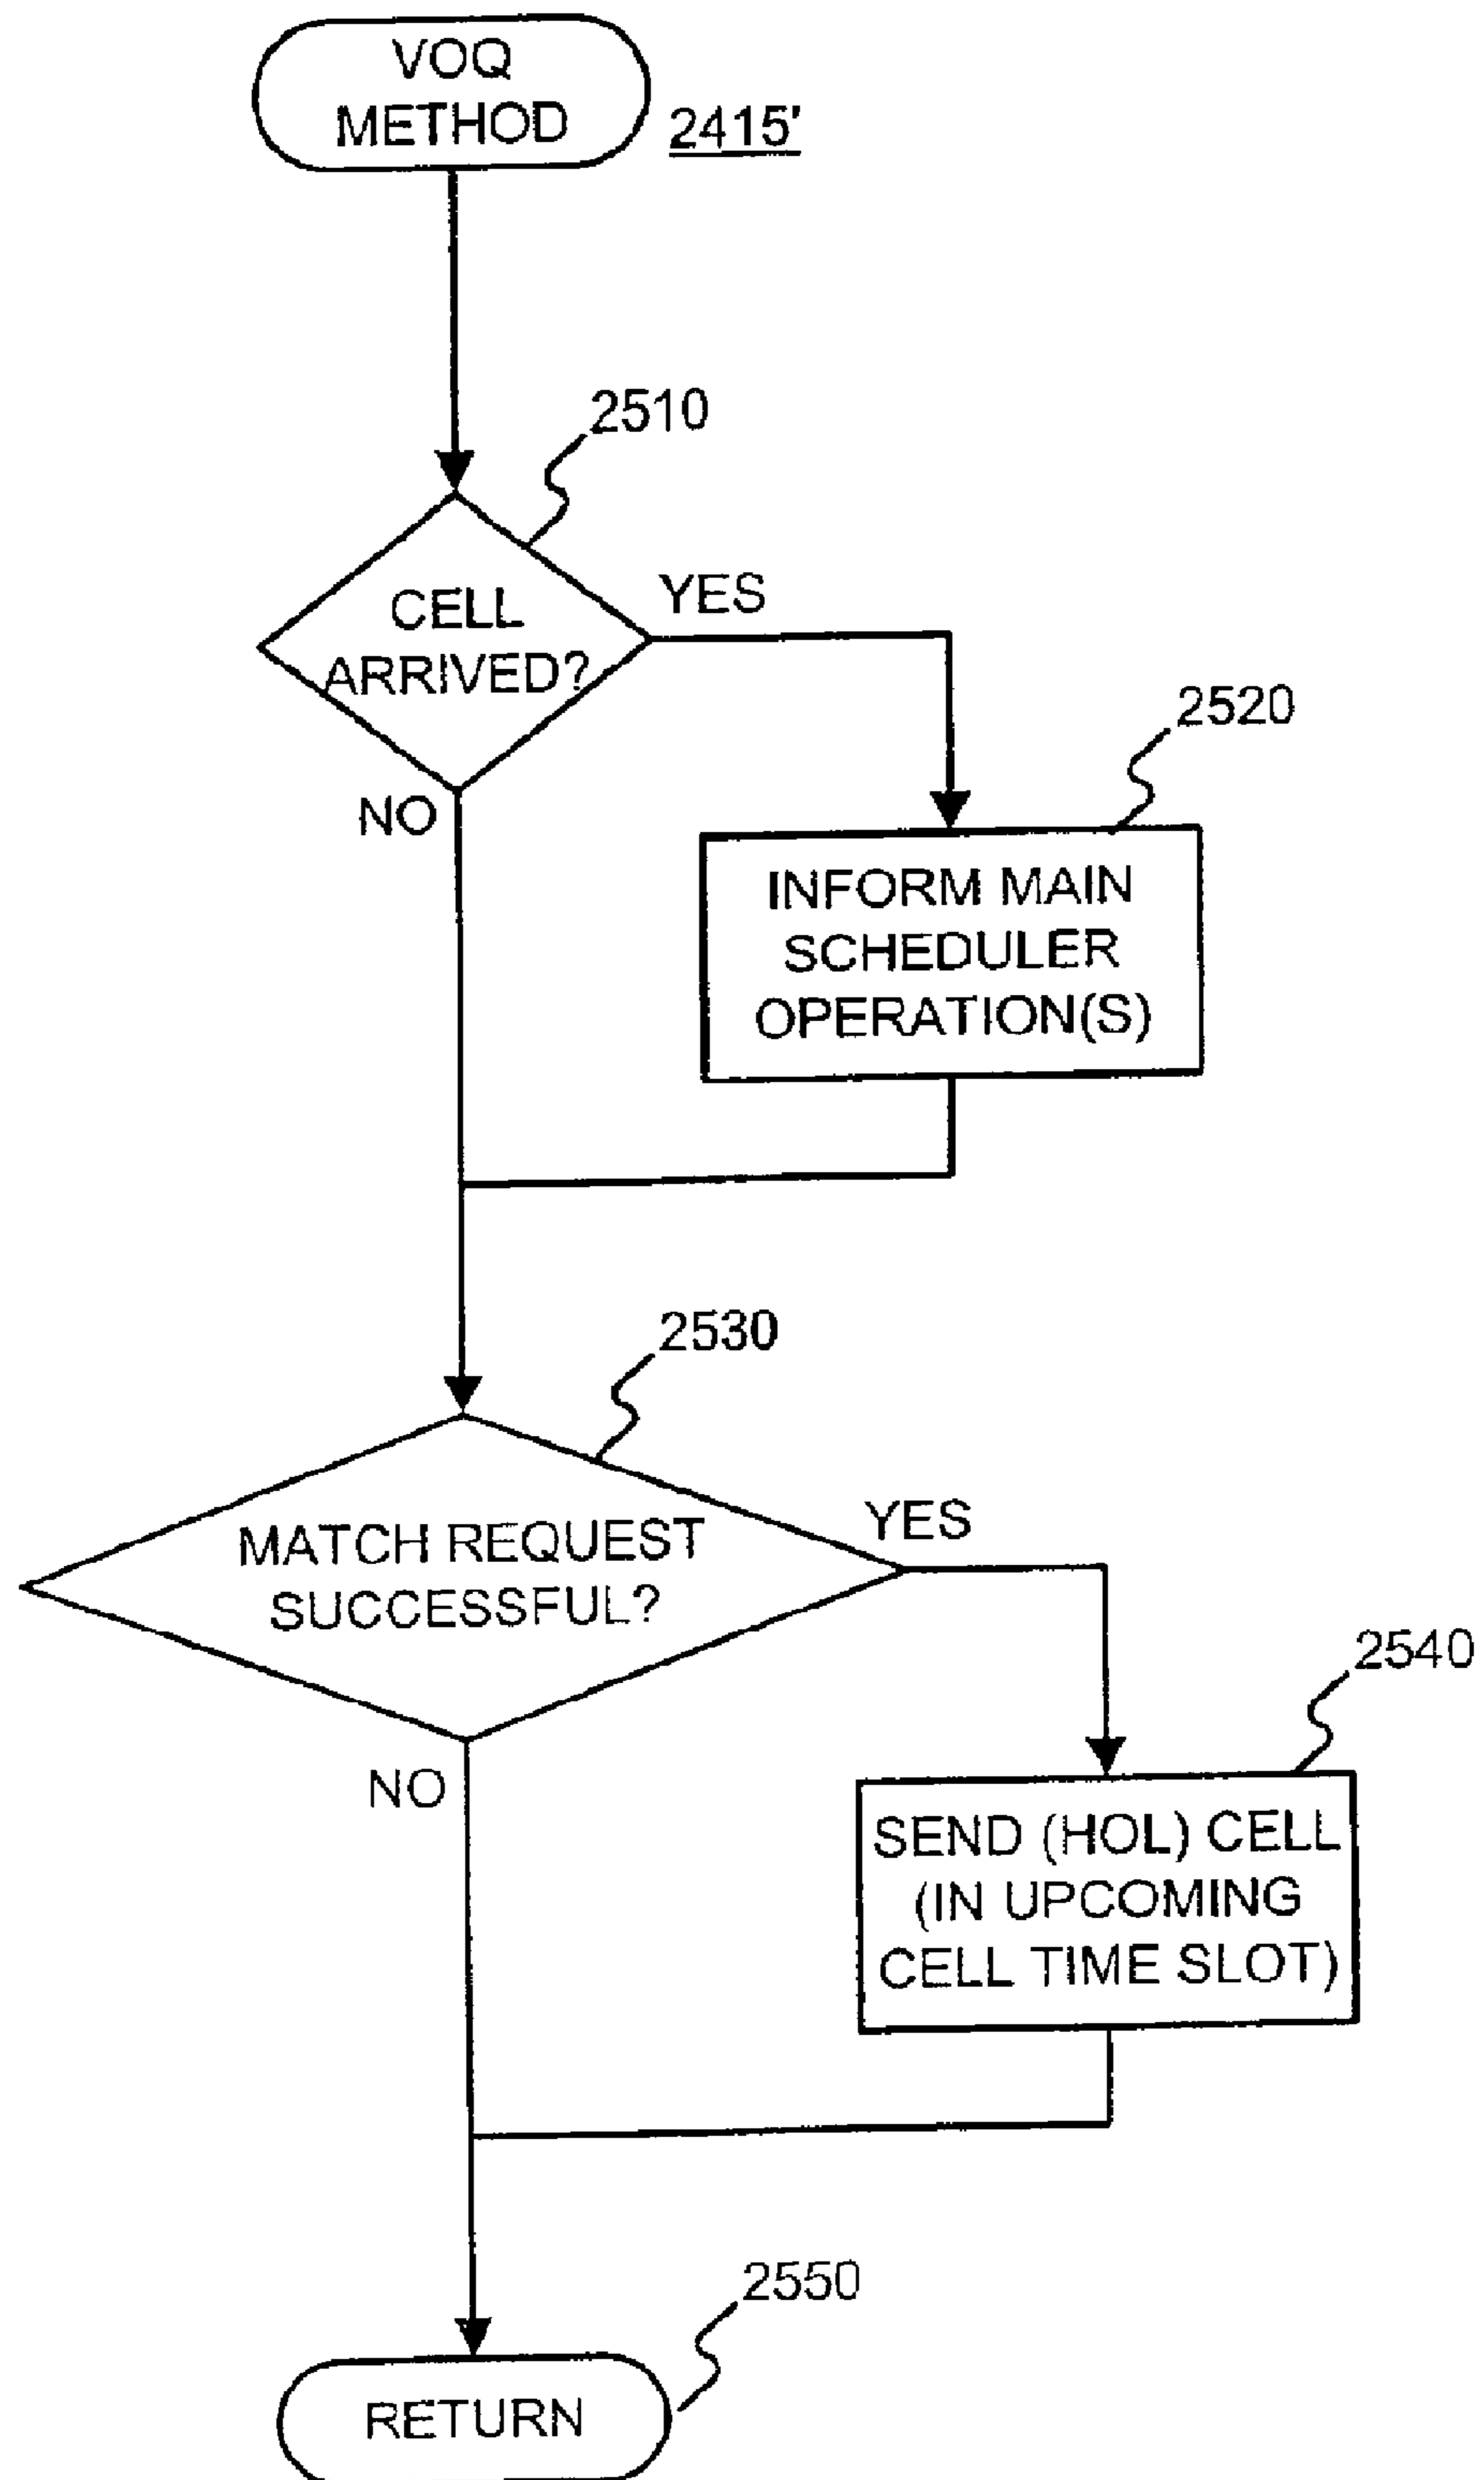 VOQ
METHOD
2415'
2510
CELL
ARRIVED?
YES
NO
2520
INFORM MAIN
SCHEDULER
OPERATION(S)
2530
MATCH REQUEST
SUCCESSFUL?
YES
NO
2540
SEND (HOL) CELL
(IN UPCOMING
CELL TIME SLOT)
2550
RETURN